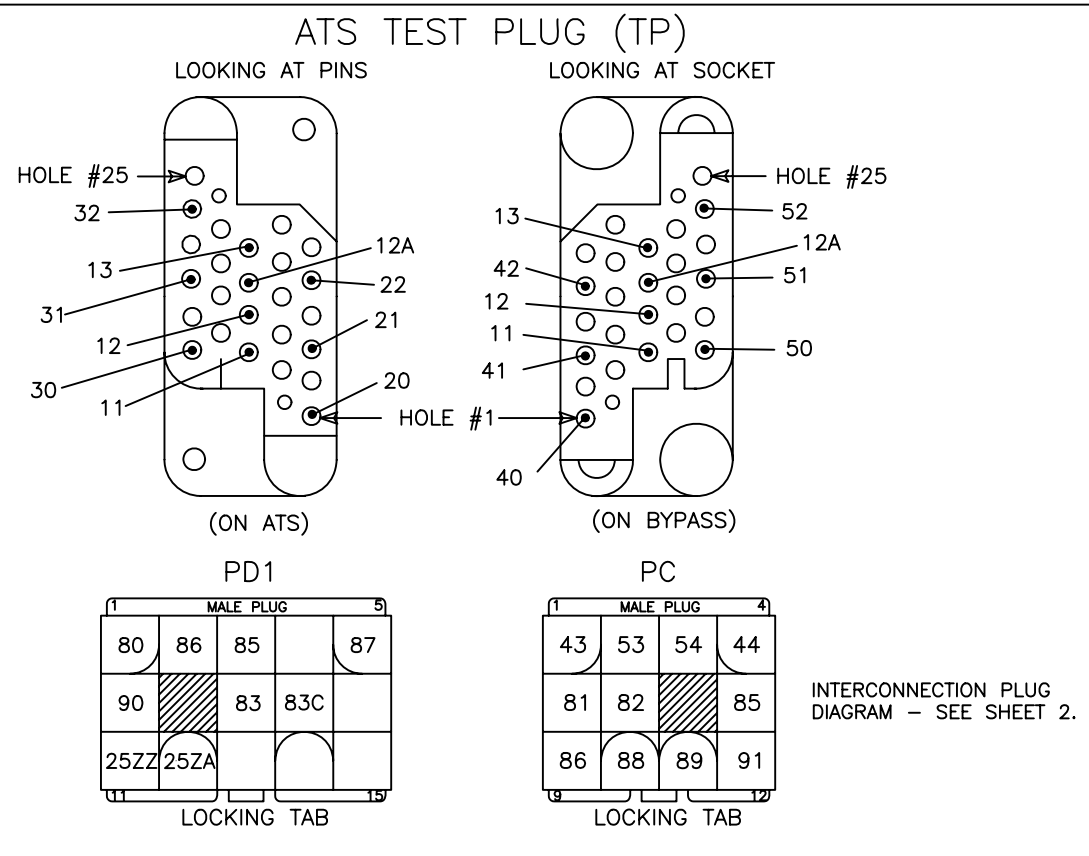 ATS TEST PLUG (TP)
LOOKING AT PINS
LOOKING AT SOCKET
HOLE #25
32
13
31
12
30
11
12A
22
21
20
HOLE #1
(ON ATS)
HOLE #25
52
13
12A
42
51
12
11
50
41
40
(ON BYPASS)
PD1
1 MALE PLUG 5
80 86 85 87
90 83 83C
25ZZ 25ZA
11 15
LOCKING TAB
PC
1 MALE PLUG 4
43 53 54 44
81 82 85
86 88 89 91
9 12
LOCKING TAB
INTERCONNECTION PLUG
DIAGRAM – SEE SHEET 2.